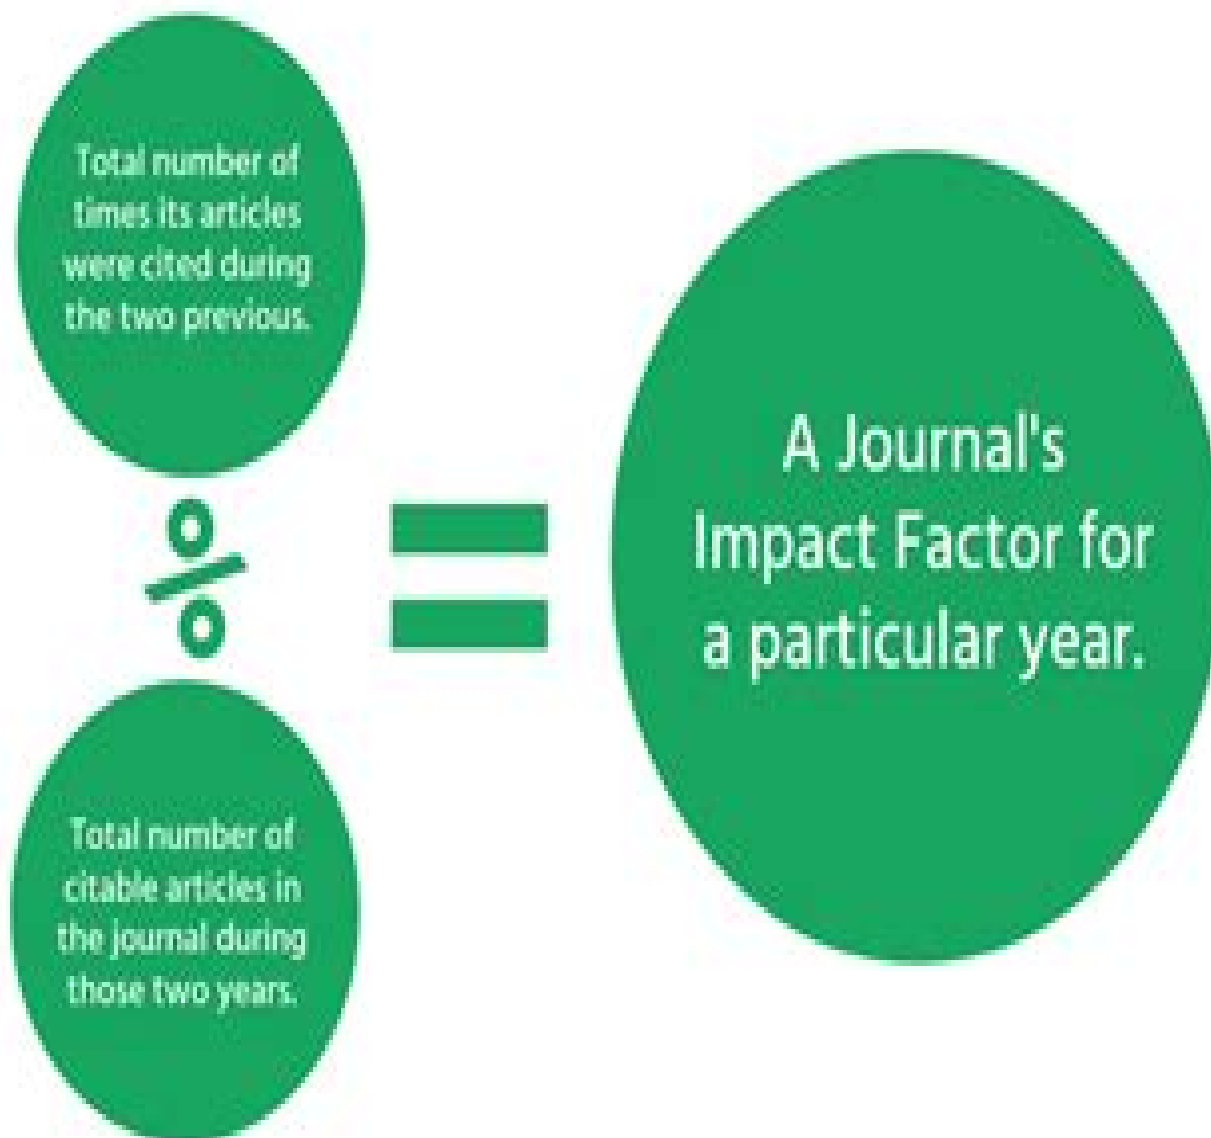 Total number of
times its articles
were cited during
the two previous.
%
Total number of
citable articles in
the journal during
those two years.
=
A Journal's
Impact Factor for
a particular year.